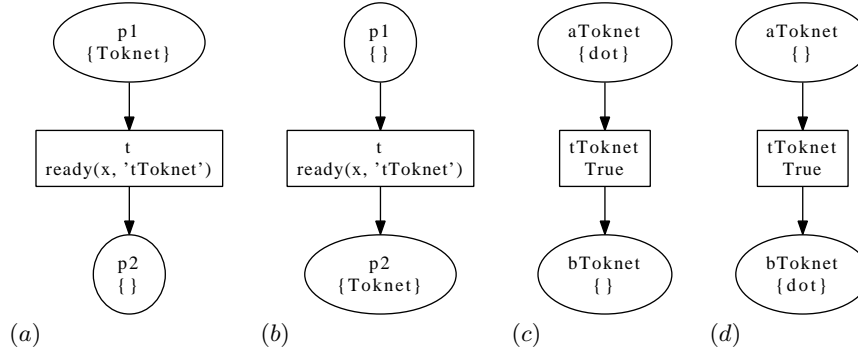 p1
{Toknet}
t
ready(x, 'tToknet')
p2
{}
(a)
p1
{}
t
ready(x, 'tToknet')
p2
{Toknet}
(b)
aToknet
{dot}
tToknet
True
bToknet
{}
(c)
aToknet
{}
tToknet
True
bToknet
{dot}
(d)